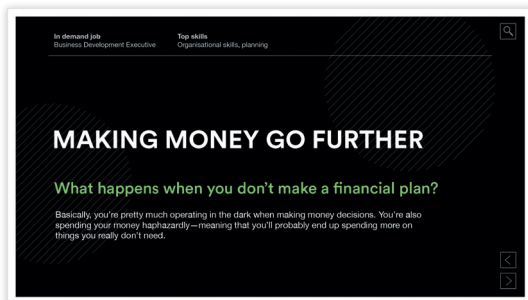 In demand job
Business Development Executive
Top skills
Organisational skills, planning
MAKING MONEY GO FURTHER
What happens when you don't make a financial plan?
Basically, you're pretty much operating in the dark when making money decisions. You're also
spending your money haphazardly—meaning that you'll probably end up spending more on
things you really don't need.